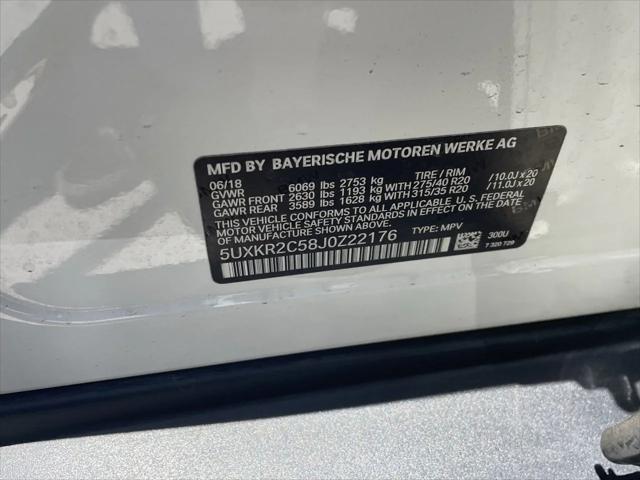 MFD BY BAYERISCHE MOTOREN WERKE AG
06/18 TIRE / RIM
GVWR 6069 lbs 2753 kg
GAWR FRONT 2630 lbs 1193 kg WITH 275/40 R20 /10.0J x 20
GAWR REAR 3589 lbs 1628 kg WITH 315/35 R20 /11.0J x 20
THIS VEHICLE CONFORMS TO ALL APPLICABLE U.S. FEDERAL
MOTOR VEHICLE SAFETY STANDARDS IN EFFECT ON THE DATE
OF MANUFACTURE SHOWN ABOVE.
5UXKR2C58J0Z22176 TYPE: MPV 300U
7 320 729